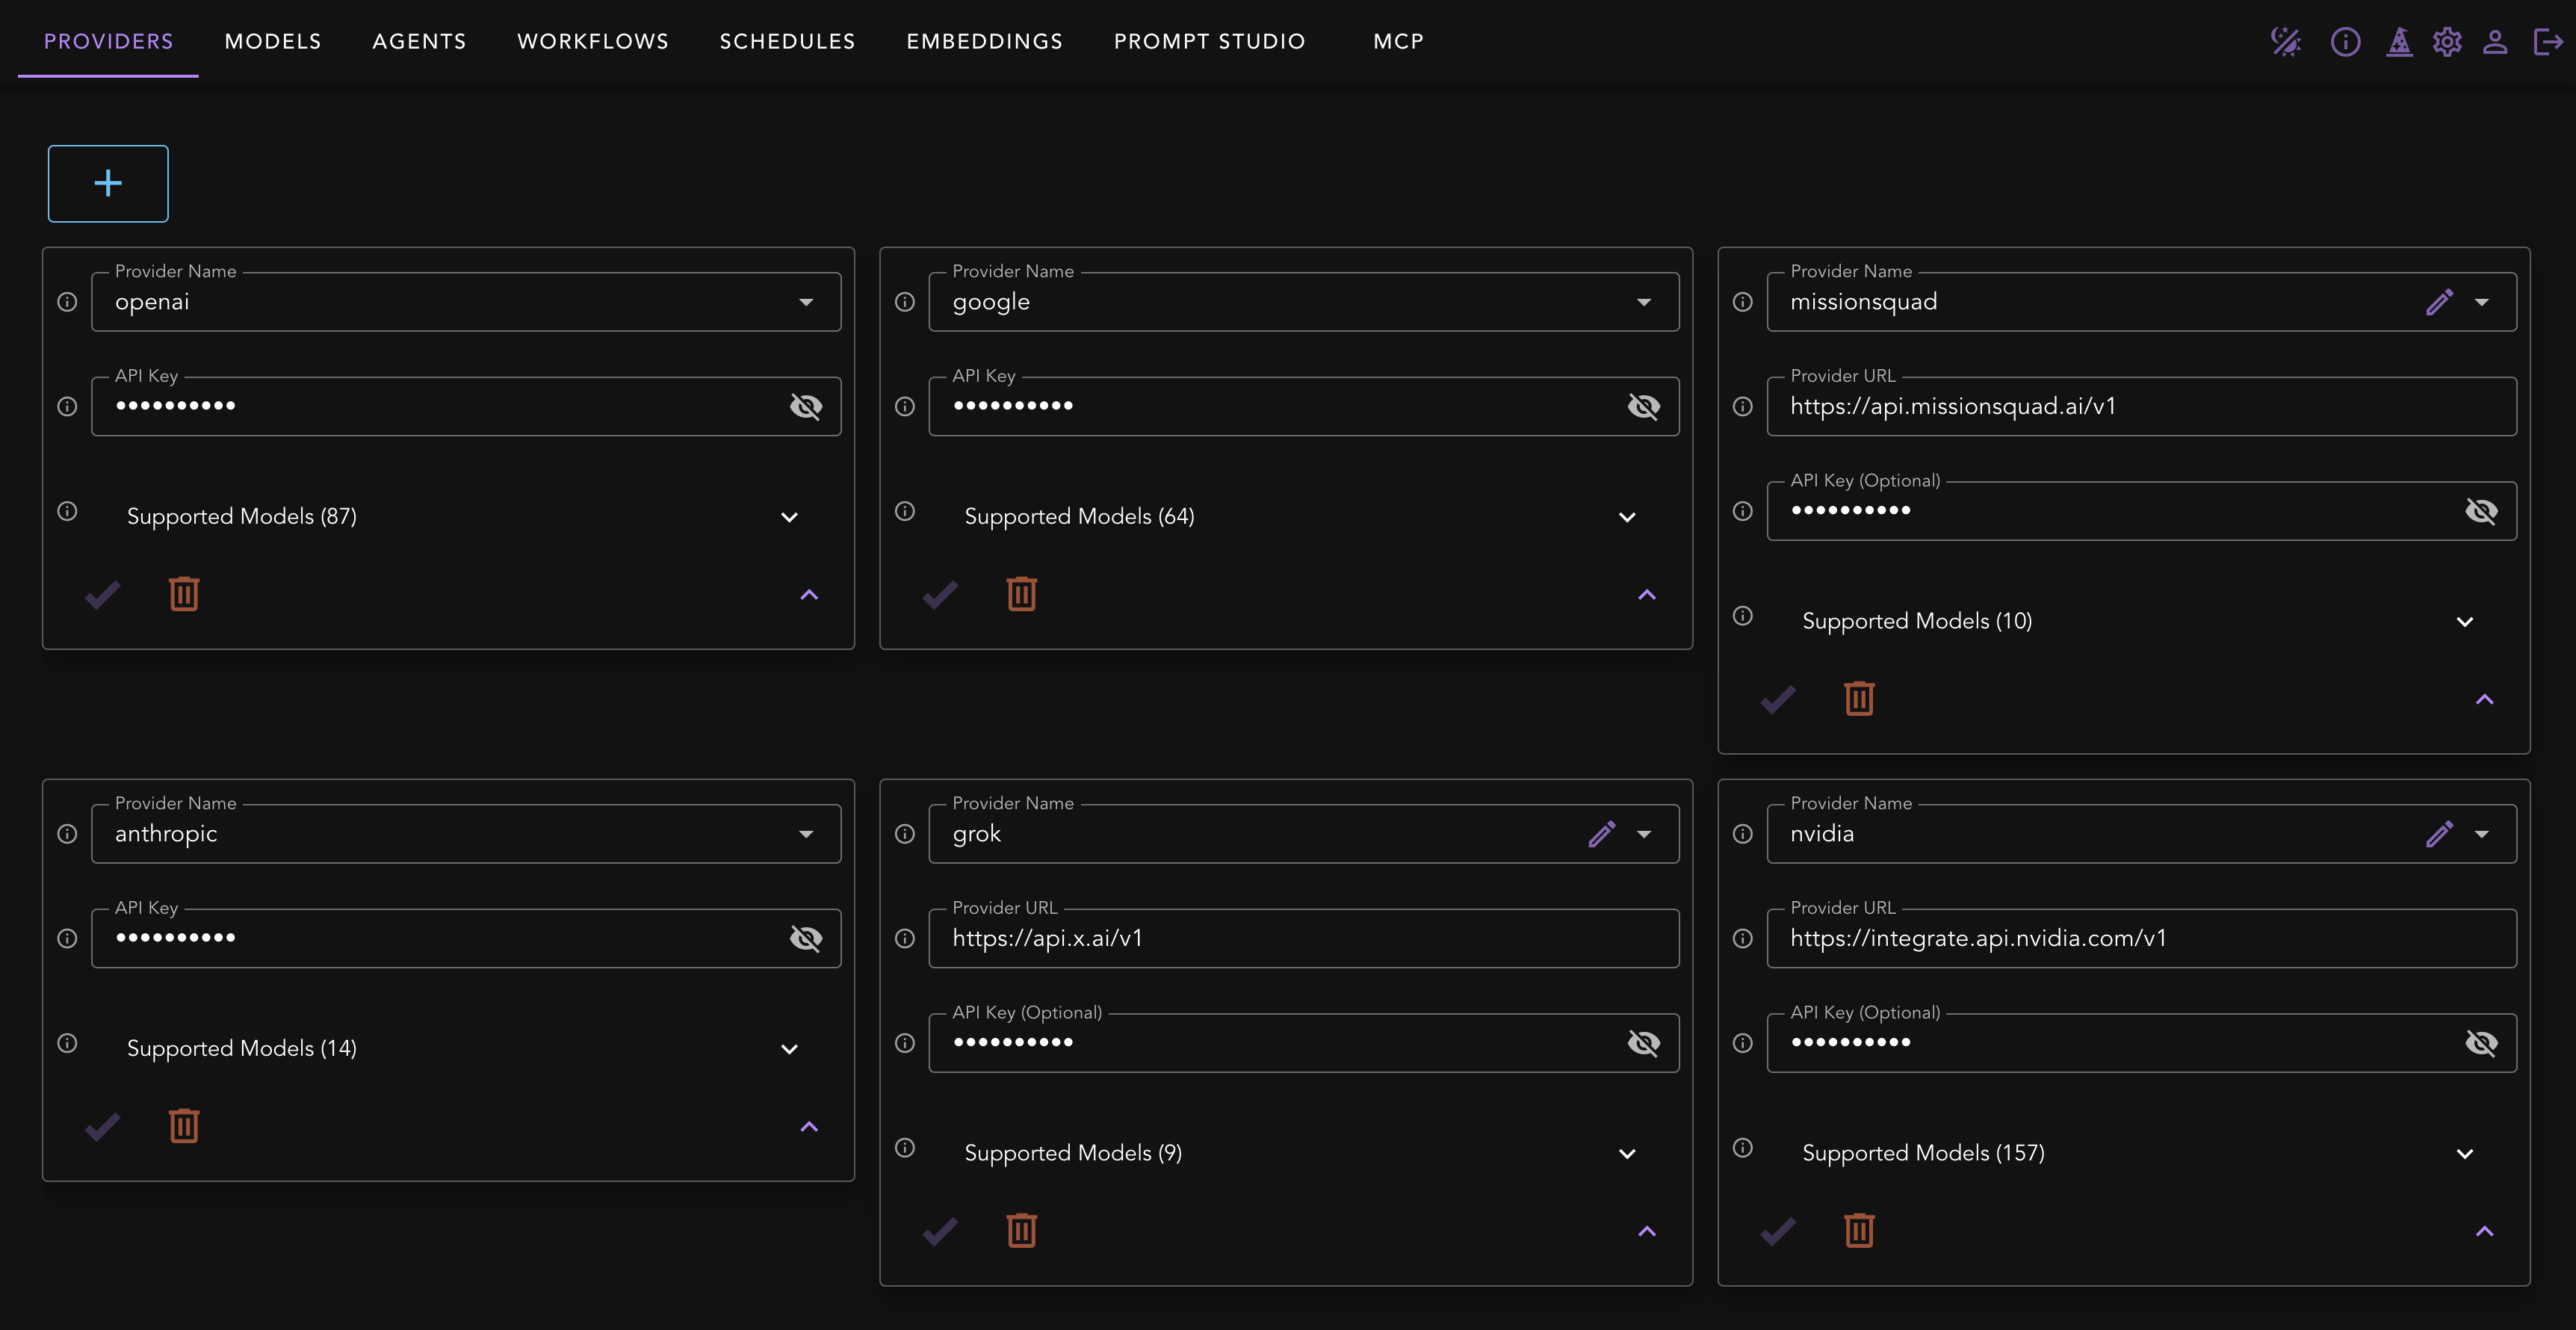 PROVIDERS MODELS AGENTS WORKFLOWS SCHEDULES EMBEDDINGS PROMPT STUDIO MCP
Provider Name
openai
API Key
••••••••••
Supported Models (87)
Provider Name
google
API Key
••••••••••
Supported Models (64)
Provider Name
missionsquad
Provider URL
https://api.missionsquad.ai/v1
API Key (Optional)
••••••••••
Supported Models (10)
Provider Name
anthropic
API Key
••••••••••
Supported Models (14)
Provider Name
grok
Provider URL
https://api.x.ai/v1
API Key (Optional)
••••••••••
Supported Models (9)
Provider Name
nvidia
Provider URL
https://integrate.api.nvidia.com/v1
API Key (Optional)
••••••••••
Supported Models (157)